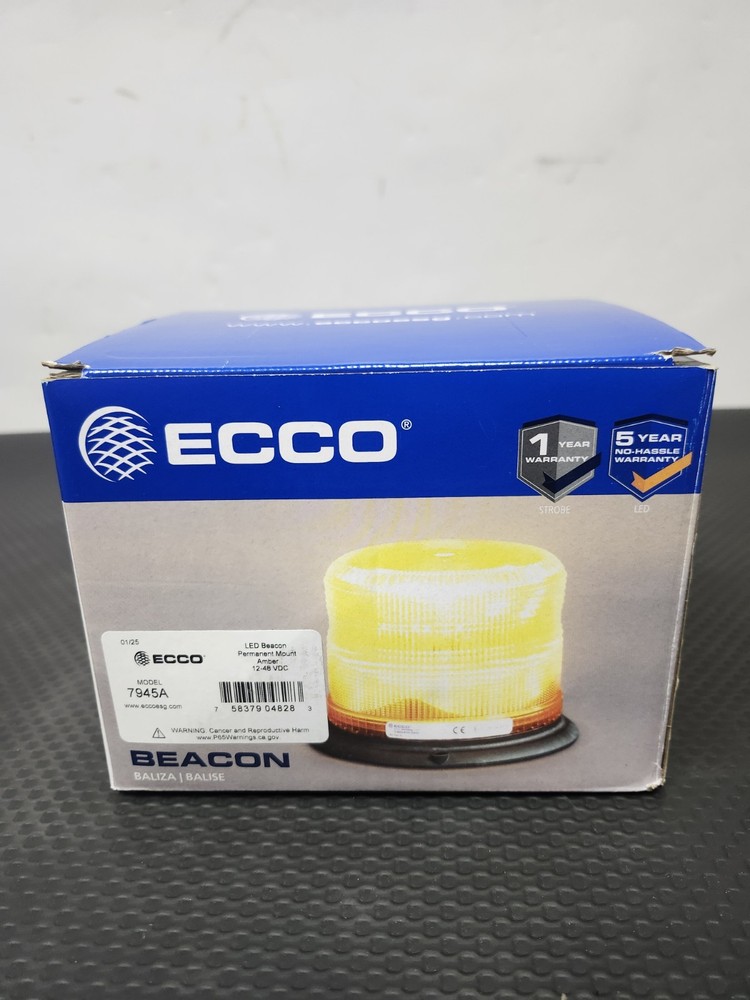 ECCO
www.eccoesg.com
ECCO®
1 YEAR
WARRANTY
STROBE
5 YEAR
NO-HASSLE
WARRANTY
LED
01/25
ECCO
LED Beacon
Permanent Mount
Amber
12-48 VDC
MODEL
7945A
www.eccoesg.com
7 58379 04828 3
WARNING: Cancer and Reproductive Harm
www.P65Warnings.ca.gov
BEACON
BALIZA | BALISE
CE